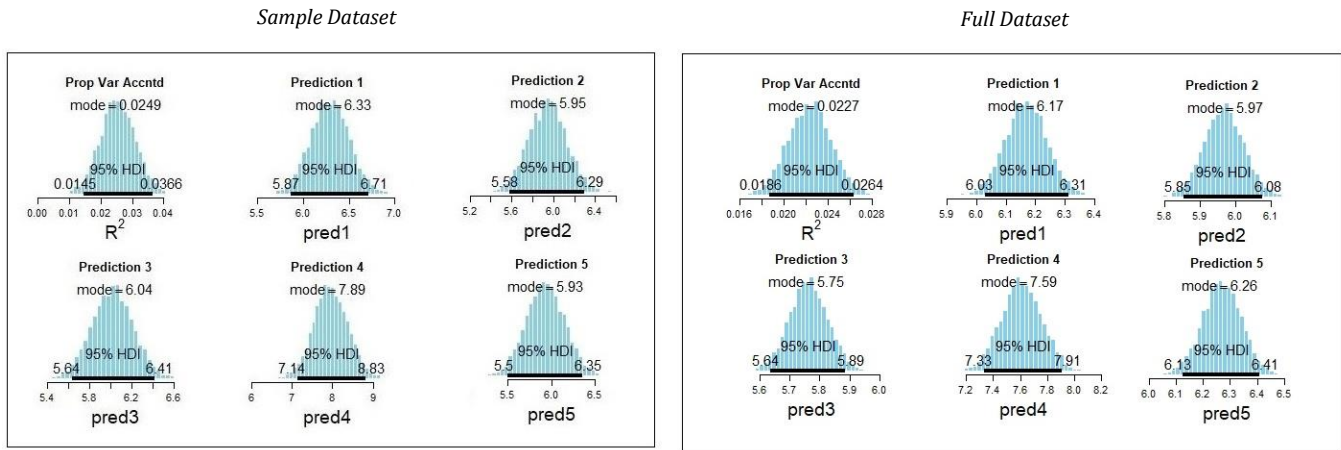 Sample Dataset
Prop Var Accntd
mode = 0.0249
95% HDI
0.0145 0.0366
0.00 0.01 0.02 0.03 0.04
R²
Prediction 1
mode = 6.33
95% HDI
5.87 6.71
5.5 6.0 6.5 7.0
pred1
Prediction 2
mode = 5.95
95% HDI
5.58 6.29
5.2 5.6 6.0 6.4
pred2
Prediction 3
mode = 6.04
95% HDI
5.64 6.41
5.4 5.8 6.2 6.6
pred3
Prediction 4
mode = 7.89
95% HDI
7.14 8.83
6 7 8 9
pred4
Prediction 5
mode = 5.93
95% HDI
5.5 6.35
5.5 6.0 6.5
pred5
Full Dataset
Prop Var Accntd
mode = 0.0227
95% HDI
0.0186 0.0264
0.016 0.020 0.024 0.028
R²
Prediction 1
mode = 6.17
95% HDI
6.03 6.31
5.9 6.0 6.1 6.2 6.3 6.4
pred1
Prediction 2
mode = 5.97
95% HDI
5.85 6.08
5.8 5.9 6.0 6.1
pred2
Prediction 3
mode = 5.75
95% HDI
5.64 5.89
5.6 5.7 5.8 5.9 6.0
pred3
Prediction 4
mode = 7.59
95% HDI
7.33 7.91
7.2 7.4 7.6 7.8 8.0 8.2
pred4
Prediction 5
mode = 6.26
95% HDI
6.13 6.41
6.0 6.1 6.2 6.3 6.4 6.5
pred5